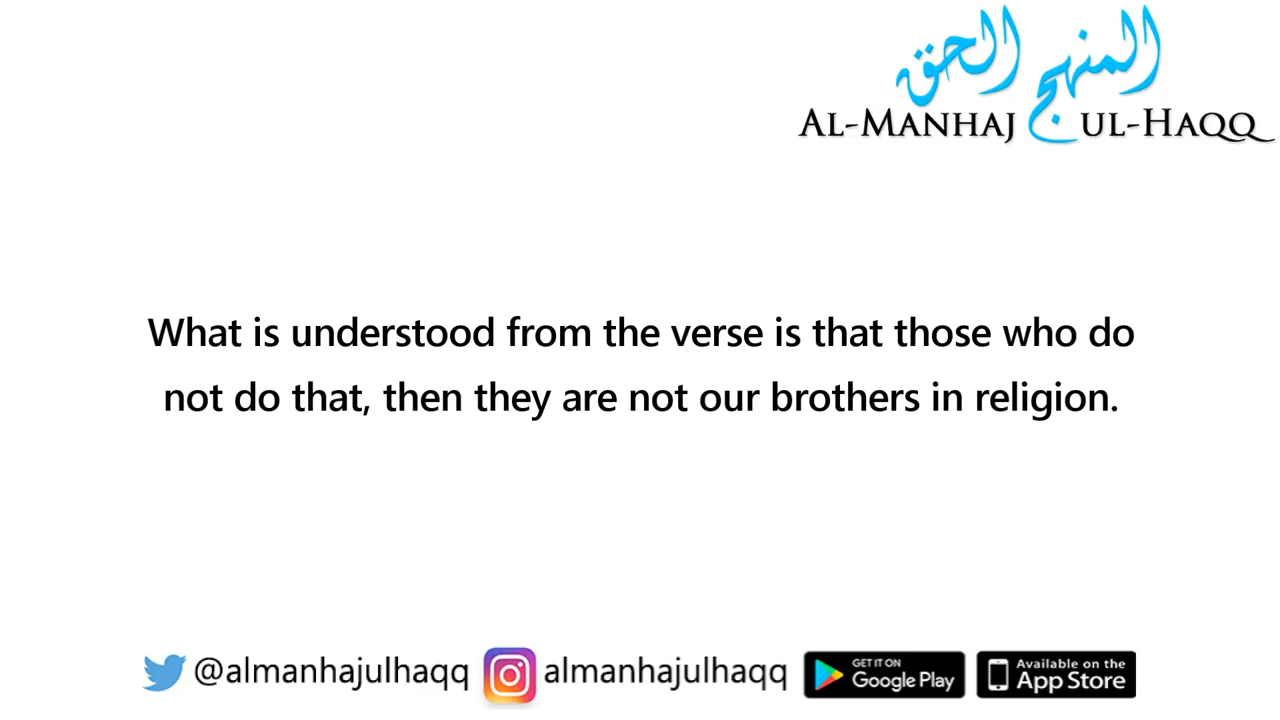 المنهج الحق
AL-MANHAJ UL-HAQQ
What is understood from the verse is that those who do
not do that, then they are not our brothers in religion.
@almanhajulhaqq almanhajulhaqq GET IT ON Google Play Available on the App Store